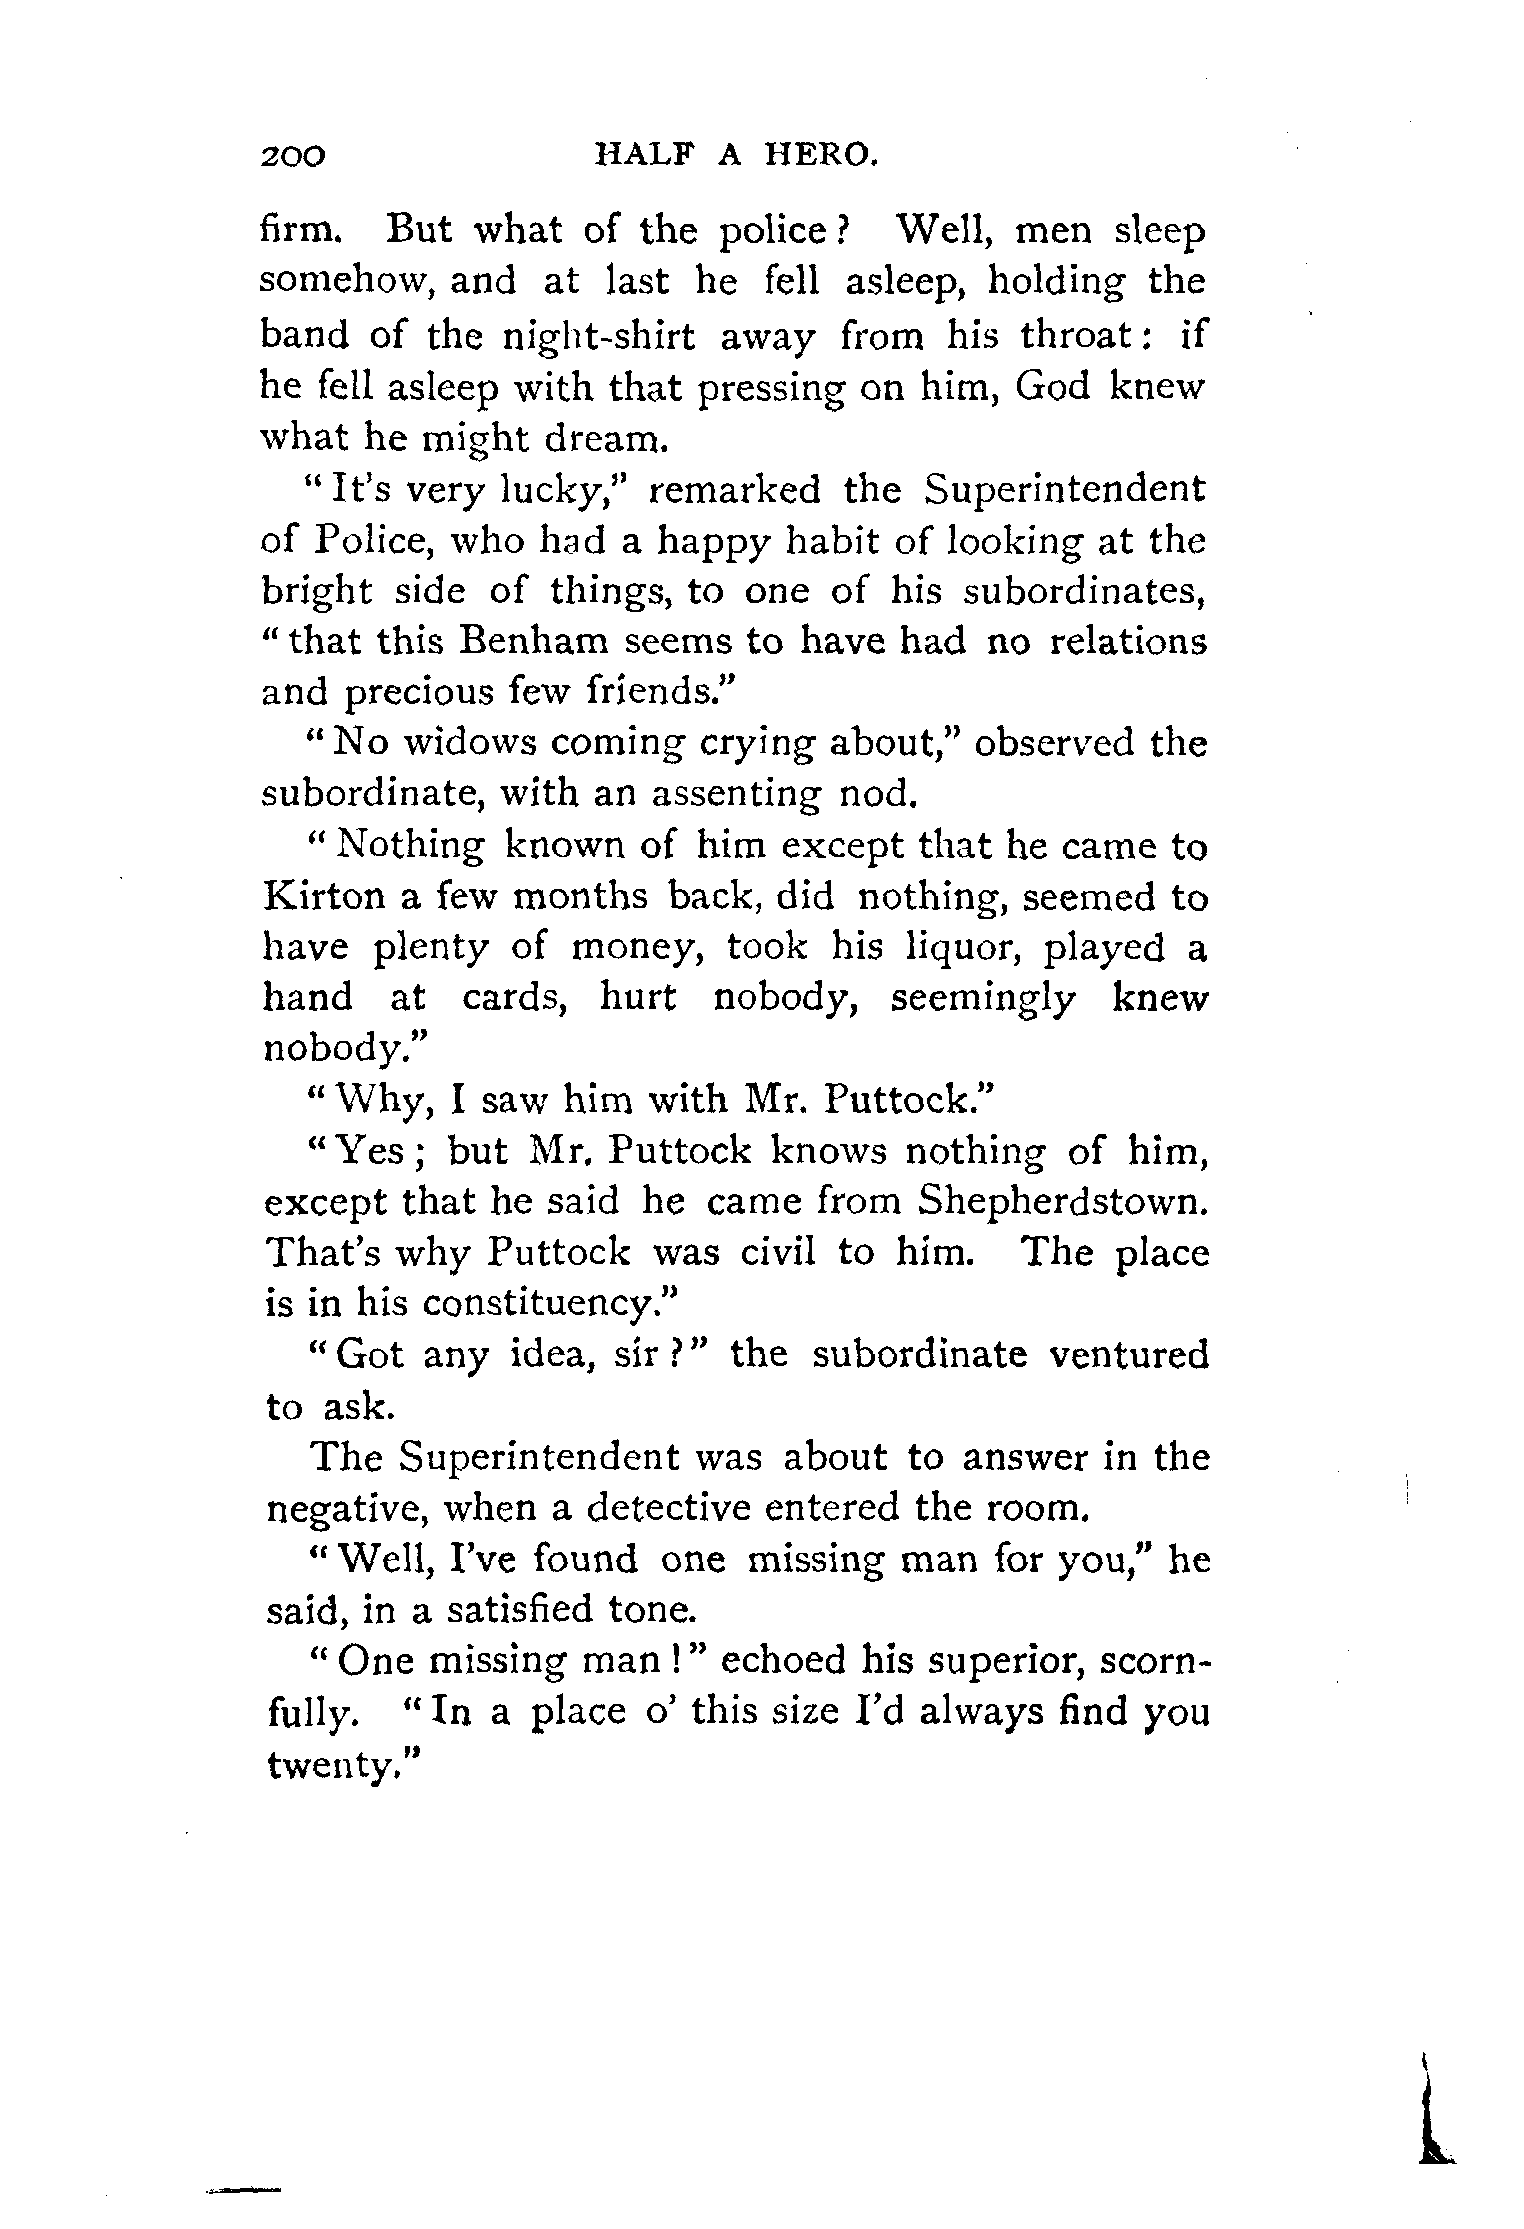 200 HALF A HERO.
firm. But what of the police? Well, men sleep
somehow, and at last he fell asleep, holding the
band of the night-shirt away from his throat: if
he fell asleep with that pressing on him, God knew
what he might dream.
"It's very lucky," remarked the Superintendent
of Police, who had a happy habit of looking at the
bright side of things, to one of his subordinates,
"that this Benham seems to have had no relations
and precious few friends."
"No widows coming crying about," observed the
subordinate, with an assenting nod.
"Nothing known of him except that he came to
Kirton a few months back, did nothing, seemed to
have plenty of money, took his liquor, played a
hand at cards, hurt nobody, seemingly knew
nobody."
"Why, I saw him with Mr. Puttock."
"Yes; but Mr. Puttock knows nothing of him,
except that he said he came from Shepherdstown.
That's why Puttock was civil to him. The place
is in his constituency."
"Got any idea, sir?" the subordinate ventured
to ask.
The Superintendent was about to answer in the
negative, when a detective entered the room.
"Well, I've found one missing man for you," he
said, in a satisfied tone.
"One missing man!" echoed his superior, scorn-
fully. "In a place o' this size I'd always find you
twenty."